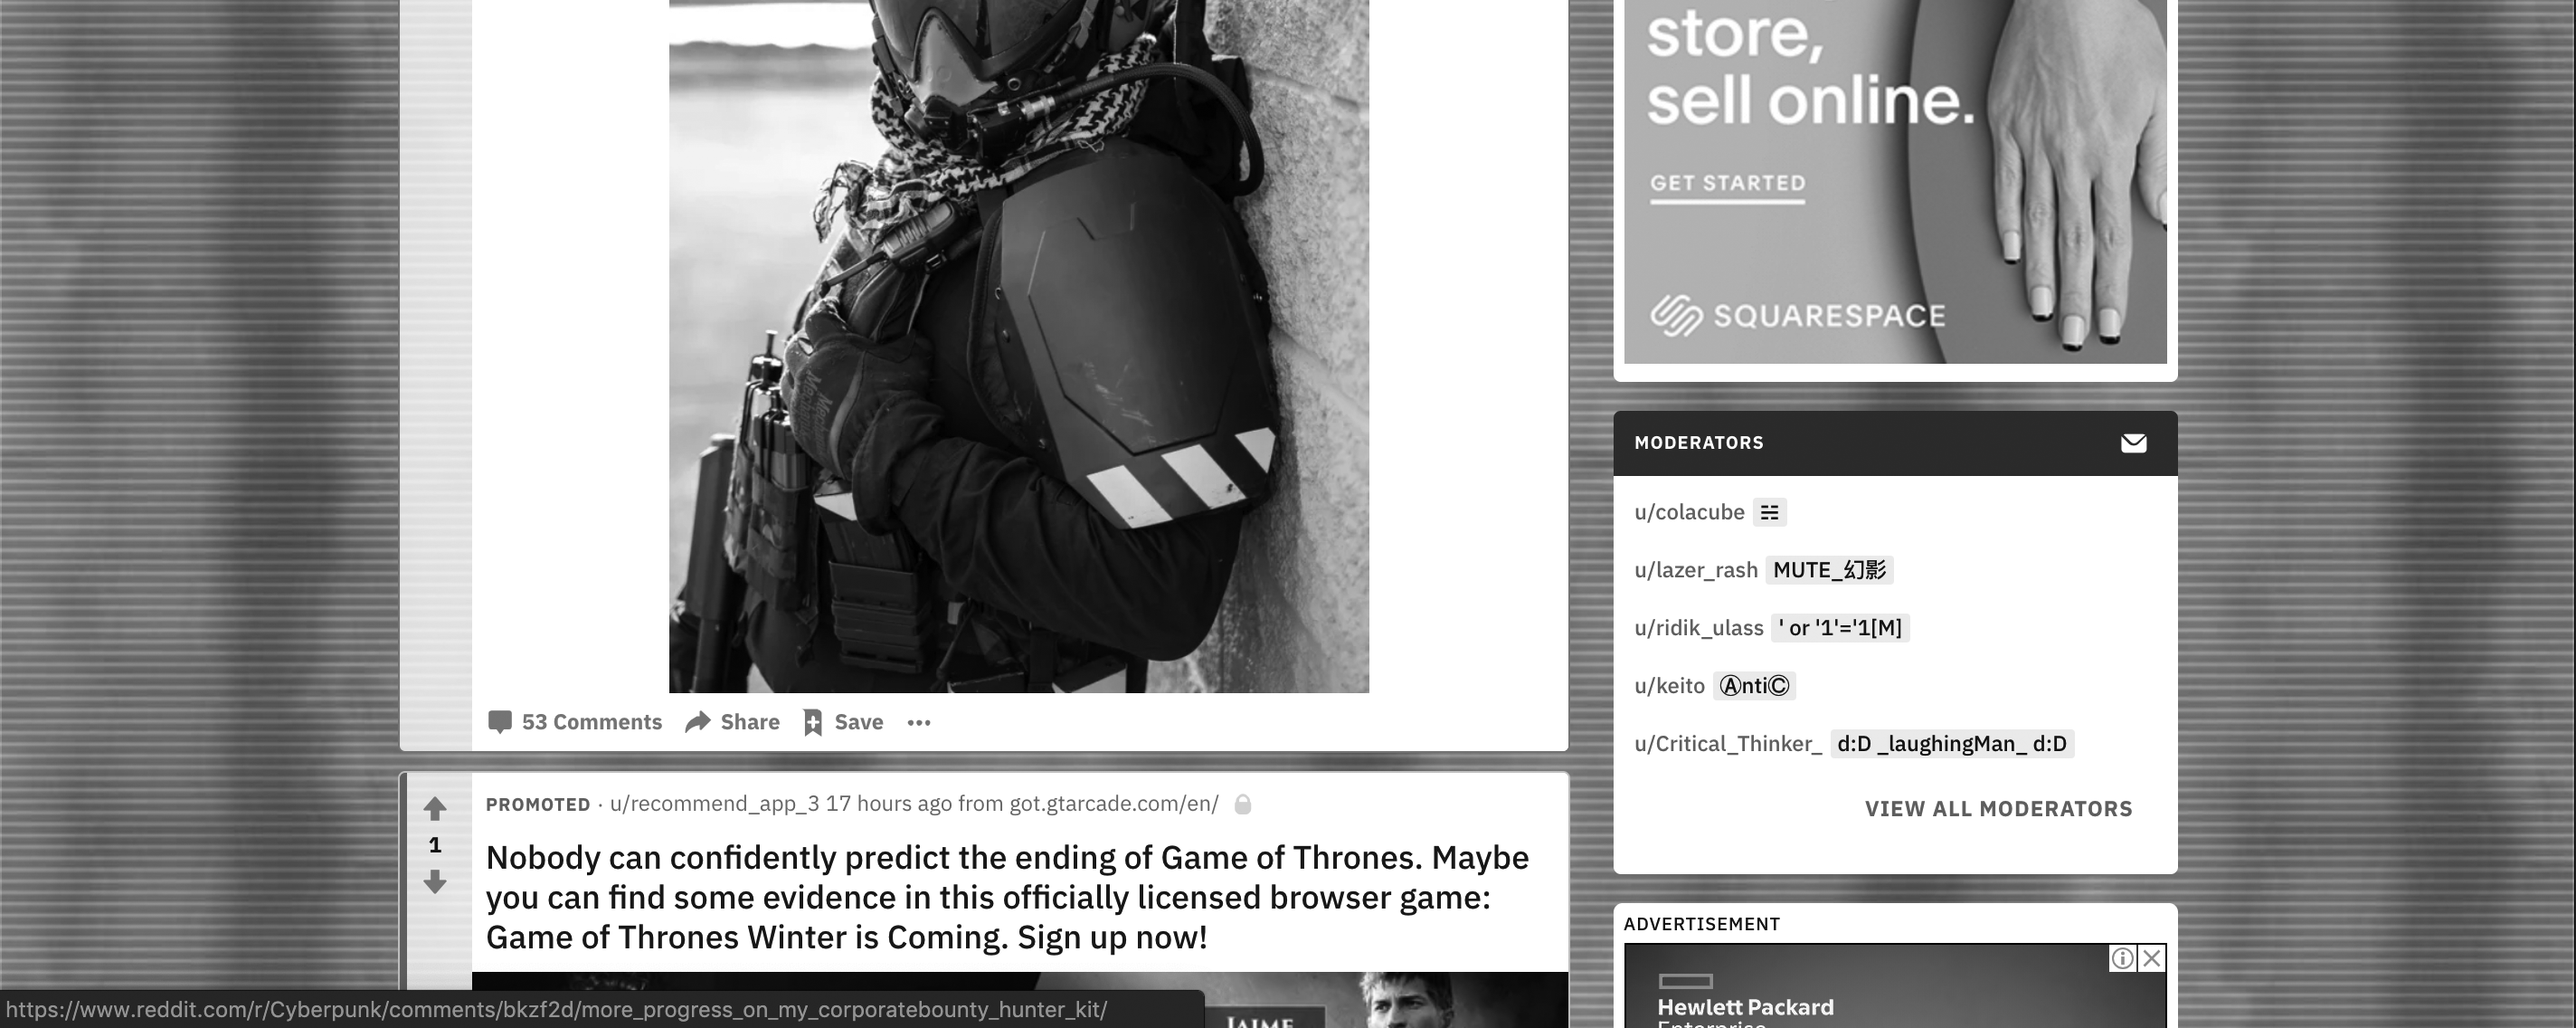 53 Comments Share Save
PROMOTED · u/recommend_app_3 17 hours ago from got.gtarcade.com/en/
1
Nobody can confidently predict the ending of Game of Thrones. Maybe
you can find some evidence in this officially licensed browser game:
Game of Thrones Winter is Coming. Sign up now!
JAIME
https://www.reddit.com/r/Cyberpunk/comments/bkzf2d/more_progress_on_my_corporatebounty_hunter_kit/
store,
sell online.
GET STARTED
SQUARESPACE
MODERATORS
u/colacube ☵
u/lazer_rash MUTE_幻影
u/ridik_ulass ' or '1'='1[M]
u/keito ⒶntiⒸ
u/Critical_Thinker_ d:D _laughingMan_ d:D
VIEW ALL MODERATORS
ADVERTISEMENT
Hewlett Packard
Enterprise